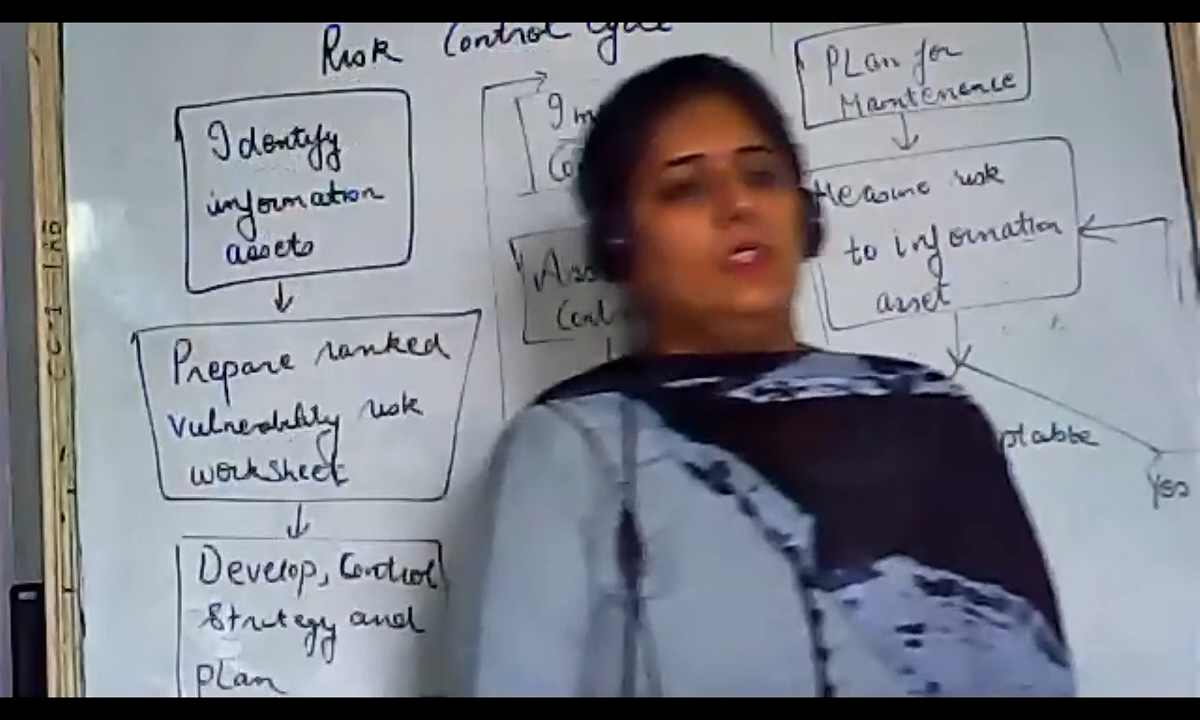 Risk Control Cycle
Identify
information
assets
Prepare ranked
vulnerability risk
worksheet
Develop, Control
Strategy and
Plan
Plan for
Maintenence
Measure risk
to information
asset
Yes